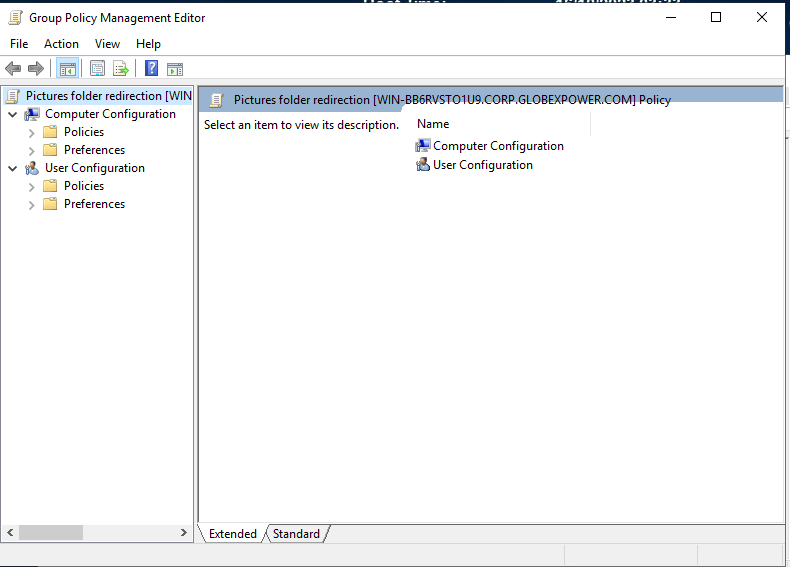 Group Policy Management Editor
File Action View Help
Pictures folder redirection [WIN
Computer Configuration
Policies
Preferences
User Configuration
Policies
Preferences
Pictures folder redirection [WIN-BB6RVSTO1U9.CORP.GLOBEXPOWER.COM] Policy
Select an item to view its description.
Name
Computer Configuration
User Configuration
Extended Standard